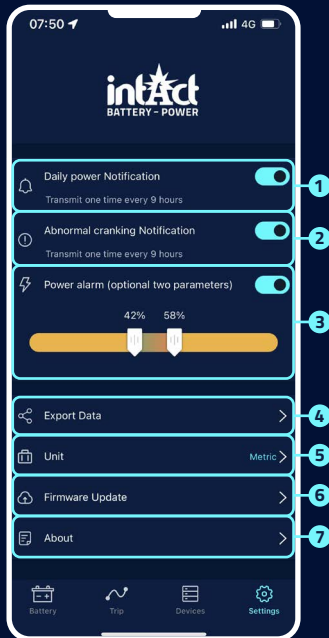 07:50
4G
intAct
BATTERY - POWER
Daily power Notification
Transmit one time every 9 hours
1
Abnormal cranking Notification
Transmit one time every 9 hours
2
Power alarm (optional two parameters)
42% 58%
3
Export Data
4
Unit Metric
5
Firmware Update
6
About
7
Battery Trip Devices Settings